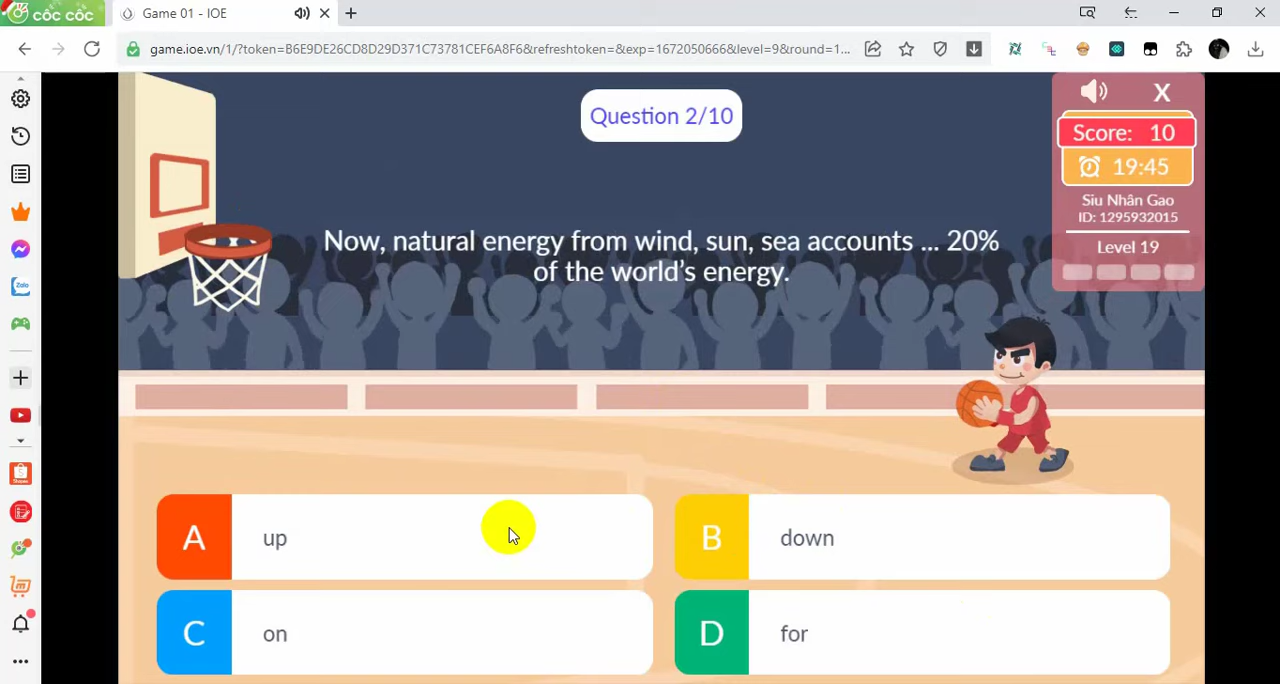 cốc cốc
Game 01 - IOE
game.ioe.vn/1/?token=B6E9DE26CD8D29D371C73781CEF6A8F6&refreshtoken=&exp=1672050666&level=9&round=1...
Question 2/10
X
Score: 10
19:45
Siu Nhân Gao
ID: 1295932015
Level 19
Now, natural energy from wind, sun, sea accounts ... 20%
of the world's energy.
Zalo
A up
B down
C on
D for